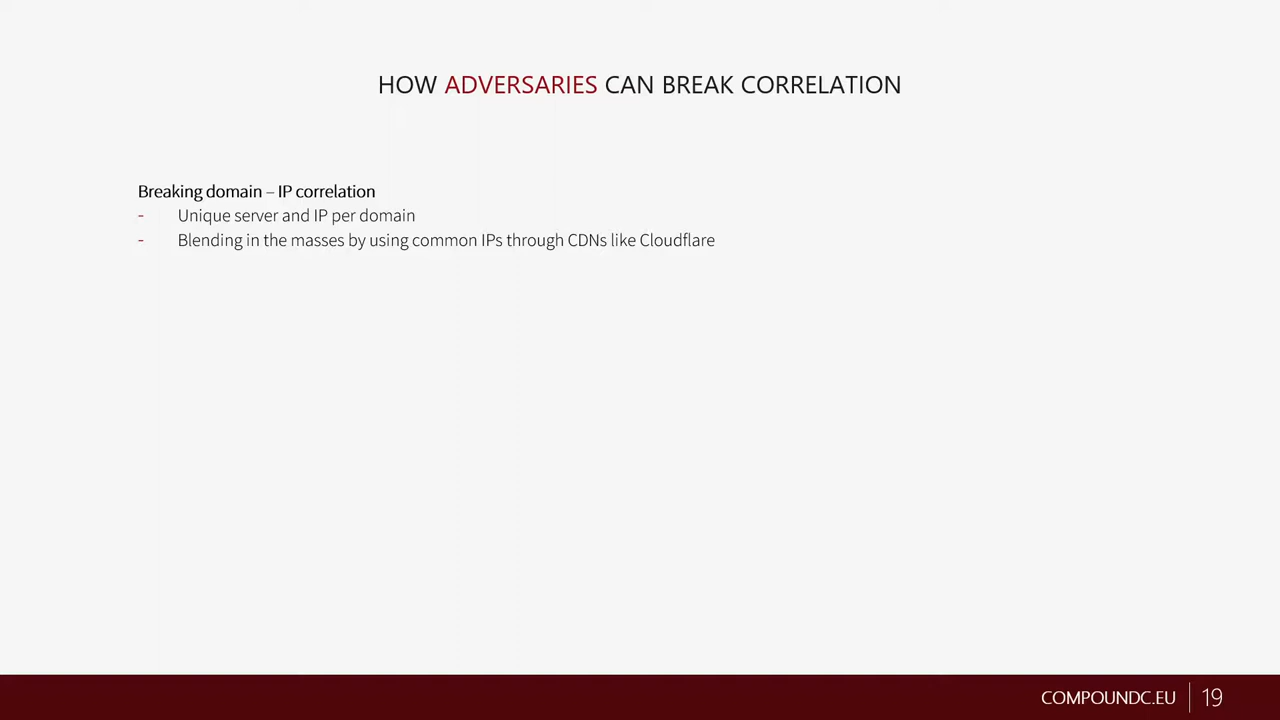 HOW ADVERSARIES CAN BREAK CORRELATION
Breaking domain – IP correlation
- Unique server and IP per domain
- Blending in the masses by using common IPs through CDNs like Cloudflare
COMPOUNDC.EU | 19